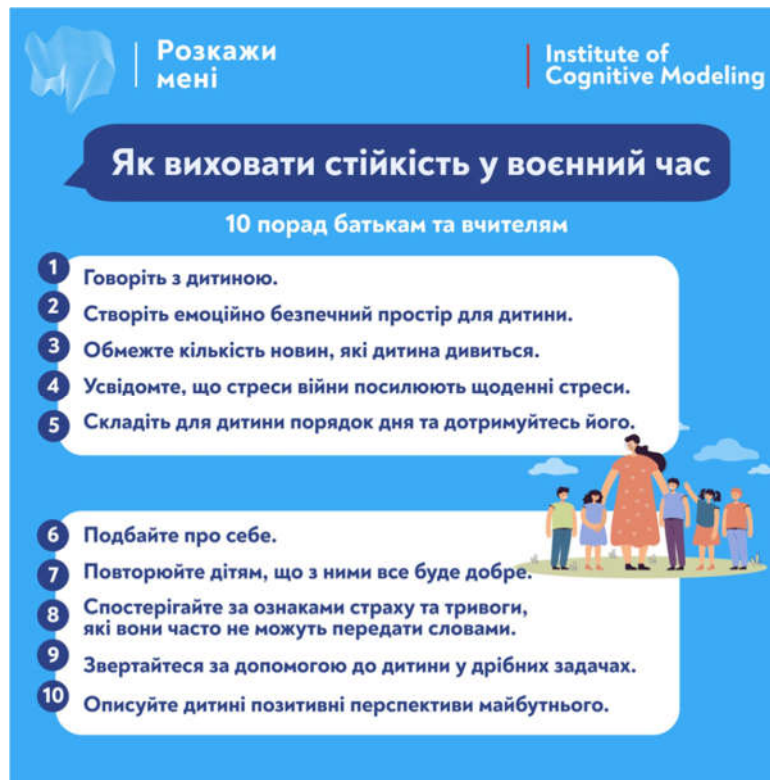 Розкажи
мені
Institute of
Cognitive Modeling
Як виховати стійкість у воєнний час
10 порад батькам та вчителям
1 Говоріть з дитиною.
2 Створіть емоційно безпечний простір для дитини.
3 Обмежте кількість новин, які дитина дивиться.
4 Усвідомте, що стреси війни посилюють щоденні стреси.
5 Складіть для дитини порядок дня та дотримуйтесь його.
6 Подбайте про себе.
7 Повторюйте дітям, що з ними все буде добре.
8 Спостерігайте за ознаками страху та тривоги,
які вони часто не можуть передати словами.
9 Звертайтеся за допомогою до дитини у дрібних задачах.
10 Описуйте дитині позитивні перспективи майбутнього.